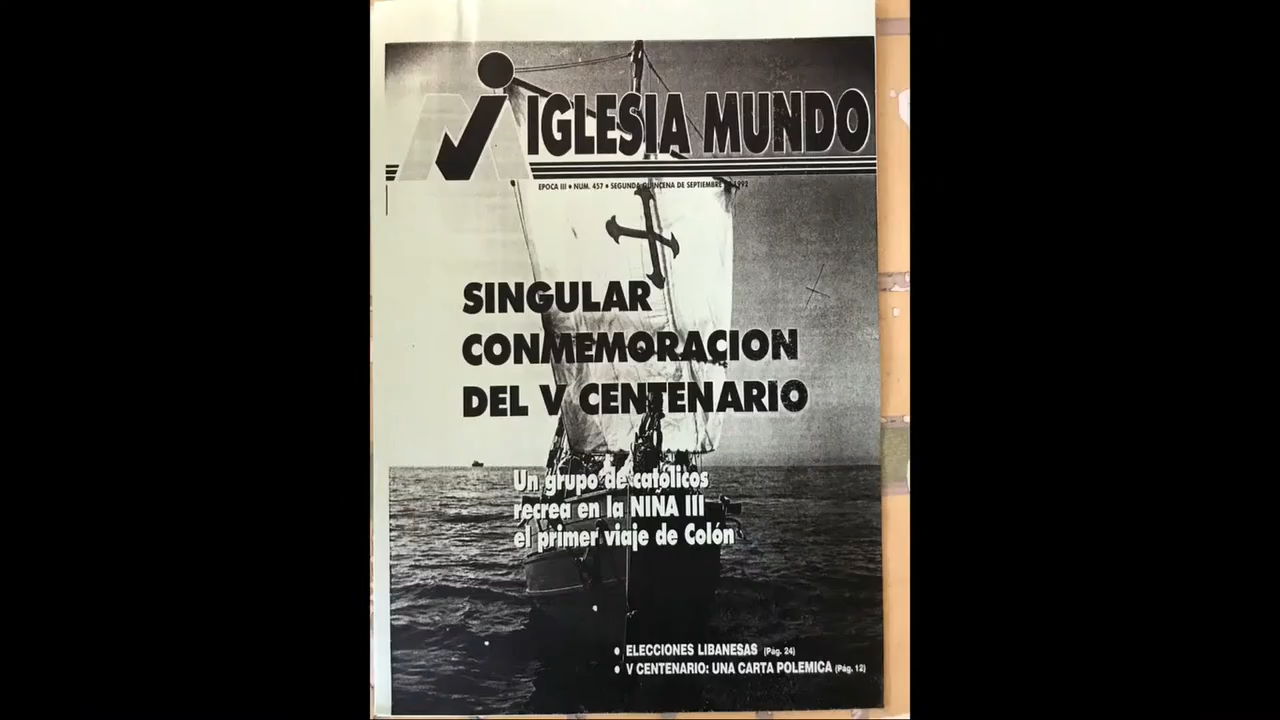 IGLESIA MUNDO
EPOCA III • NUM. 457 • SEGUNDA QUINCENA DE SEPTIEMBRE 1992
SINGULAR
CONMEMORACION
DEL V CENTENARIO
Un grupo de católicos
recrea en la NINA III
el primer viaje de Colón
• ELECCIONES LIBANESAS (Pág. 24)
• V CENTENARIO: UNA CARTA POLEMICA (Pág. 12)